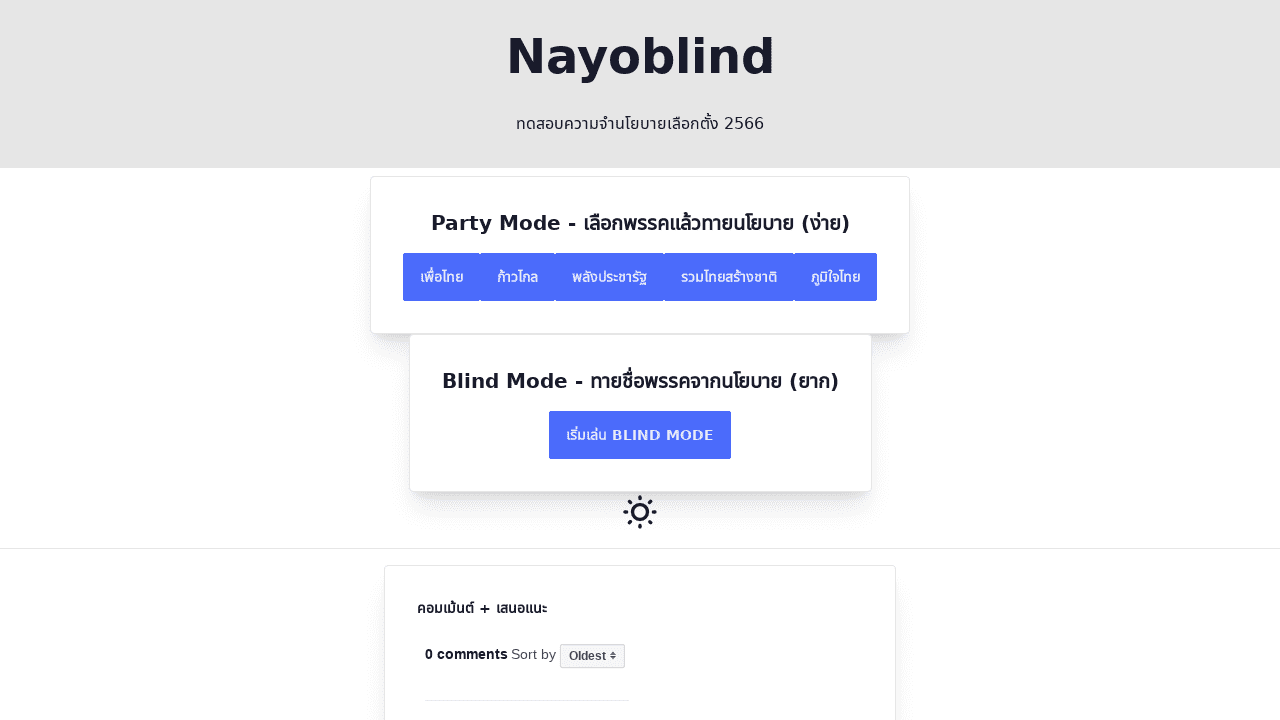 Nayoblind
ทดสอบความจำนโยบายเลือกตั้ง 2566
Party Mode - เลือกพรรคแล้วทายนโยบาย (ง่าย)
เพื่อไทย ก้าวไกล พลังประชารัฐ รวมไทยสร้างชาติ ภูมิใจไทย
Blind Mode - ทายชื่อพรรคจากนโยบาย (ยาก)
เริ่มเล่น BLIND MODE
คอมเม้นต์ + เสนอแนะ
0 comments Sort by Oldest